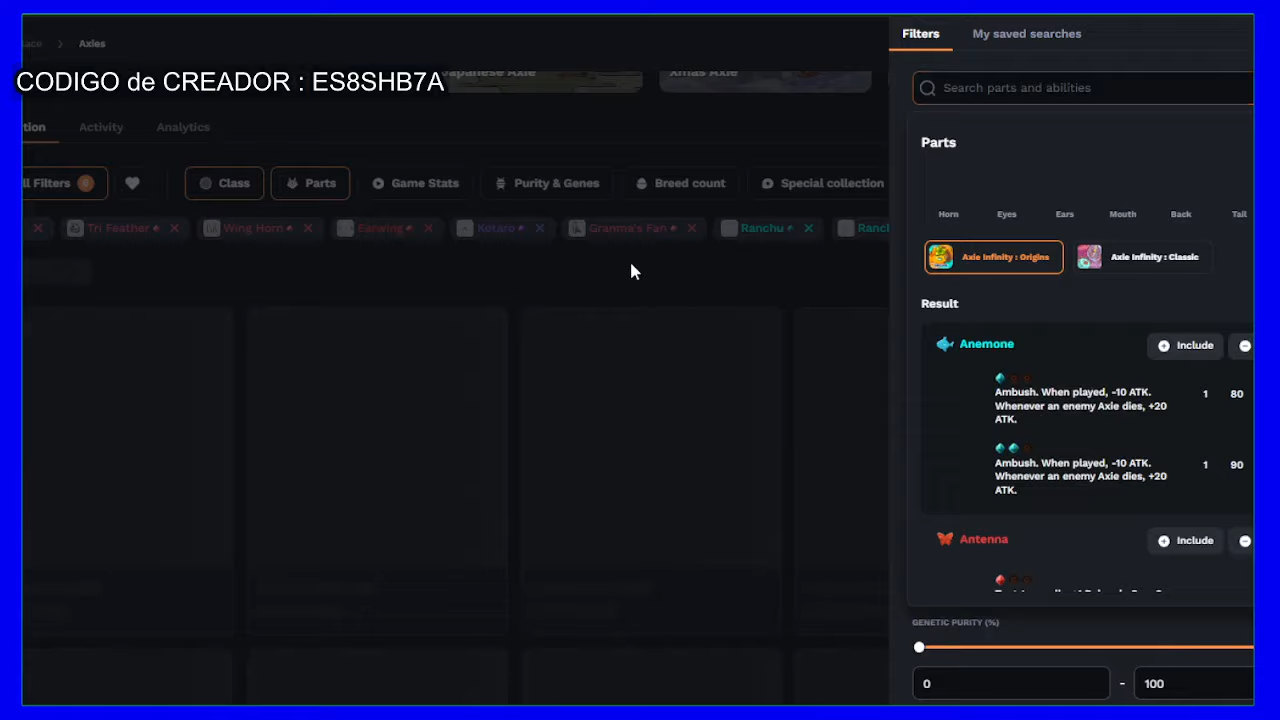 Filters
My saved searches
Axies
Japanese Axie
Xmas Axie
CODIGO de CREADOR : ES8SHB7A
Search parts and abilities
Activity
Analytics
Parts
Filters
Class
Parts
Game Stats
Purity & Genes
Breed count
Special collection
Horn
Eyes
Ears
Mouth
Back
Tail
Tri Feather
Wing Horn
Earwing
Kotaro
Granma's Fan
Ranchu
Axie Infinity : Origins
Axie Infinity : Classic
Result
Anemone
Include
Ambush. When played, -10 ATK.
Whenever an enemy Axie dies, +20
ATK.
1
80
Ambush. When played, -10 ATK.
Whenever an enemy Axie dies, +20
ATK.
1
90
Antenna
Include
GENETIC PURITY (%)
0
-
100